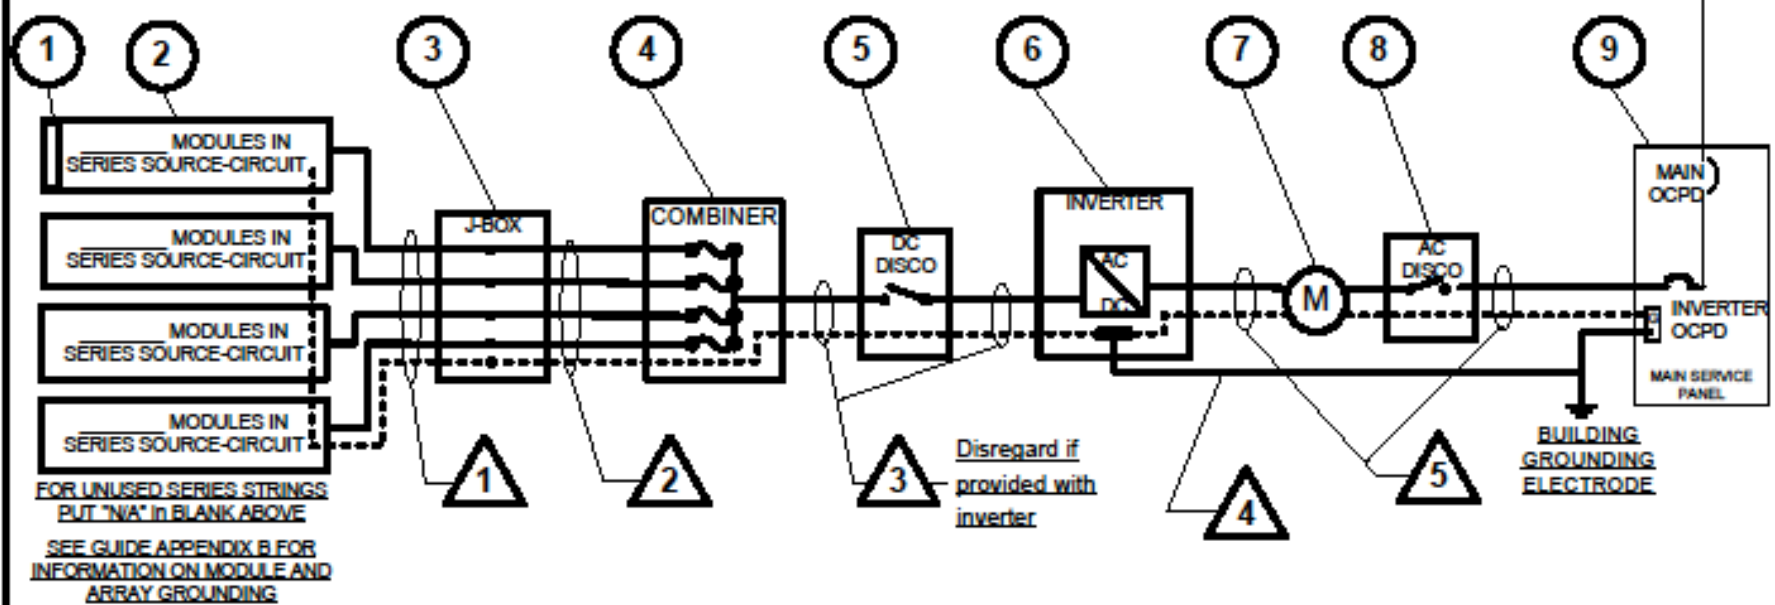 1
2
3
4
5
6
7
8
9
______ MODULES IN
SERIES SOURCE-CIRCUIT
______ MODULES IN
SERIES SOURCE-CIRCUIT
______ MODULES IN
SERIES SOURCE-CIRCUIT
______ MODULES IN
SERIES SOURCE-CIRCUIT
FOR UNUSED SERIES STRINGS
PUT "N/A" in BLANK ABOVE
SEE GUIDE APPENDIX B FOR
INFORMATION ON MODULE AND
ARRAY GROUNDING
J-BOX
COMBINER
DC
DISCO
INVERTER
AC
DC
M
AC
DISCO
MAIN
OCPD
INVERTER
OCPD
G
MAIN SERVICE
PANEL
BUILDING
GROUNDING
ELECTRODE
1
2
3
Disregard if
provided with
inverter
4
5